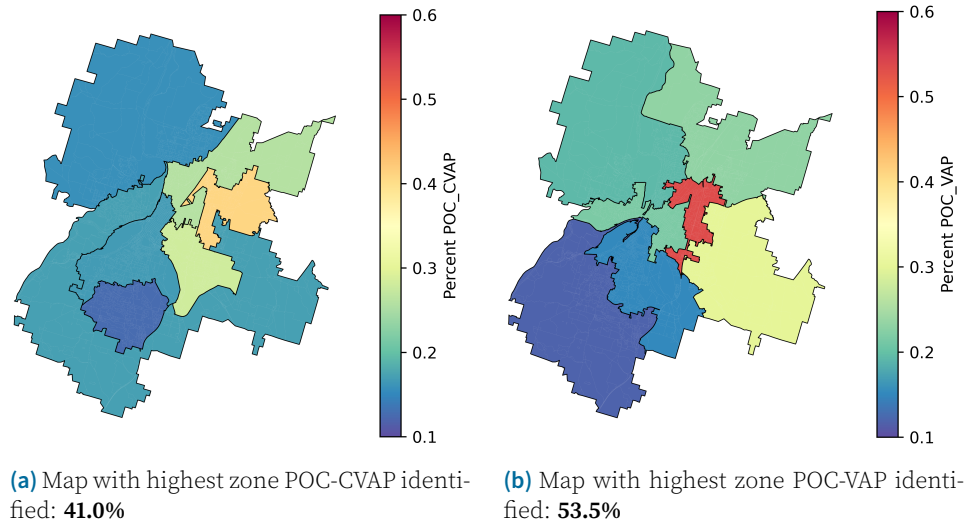 0.6
0.5
0.4
0.3
0.2
0.1
Percent POC_CVAP
0.6
0.5
0.4
0.3
0.2
0.1
Percent POC_VAP
(a) Map with highest zone POC-CVAP identi-
fied: 41.0%
(b) Map with highest zone POC-VAP identi-
fied: 53.5%